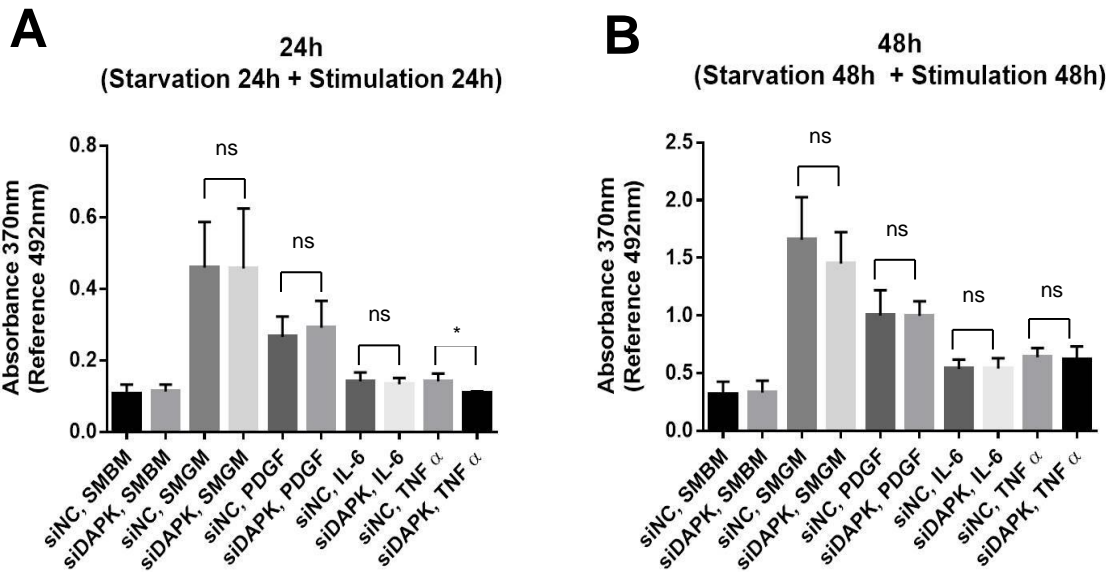 A
24h
(Starvation 24h + Stimulation 24h)
Absorbance 370nm
(Reference 492nm)
0.8
0.6
0.4
0.2
0.0
ns
ns
ns
*
siNC, SMBM
siDAPK, SMBM
siNC, SMGM
siDAPK, SMGM
siNC, PDGF
siDAPK, PDGF
siNC, IL-6
siDAPK, IL-6
siNC, TNF α
siDAPK, TNF α
B
48h
(Starvation 48h + Stimulation 48h)
Absorbance 370nm
(Reference 492nm)
2.5
2.0
1.5
1.0
0.5
0.0
ns
ns
ns
ns
siNC, SMBM
siDAPK, SMBM
siNC, SMGM
siDAPK, SMGM
siNC, PDGF
siDAPK, PDGF
siNC, IL-6
siDAPK, IL-6
siNC, TNF α
siDAPK, TNF α